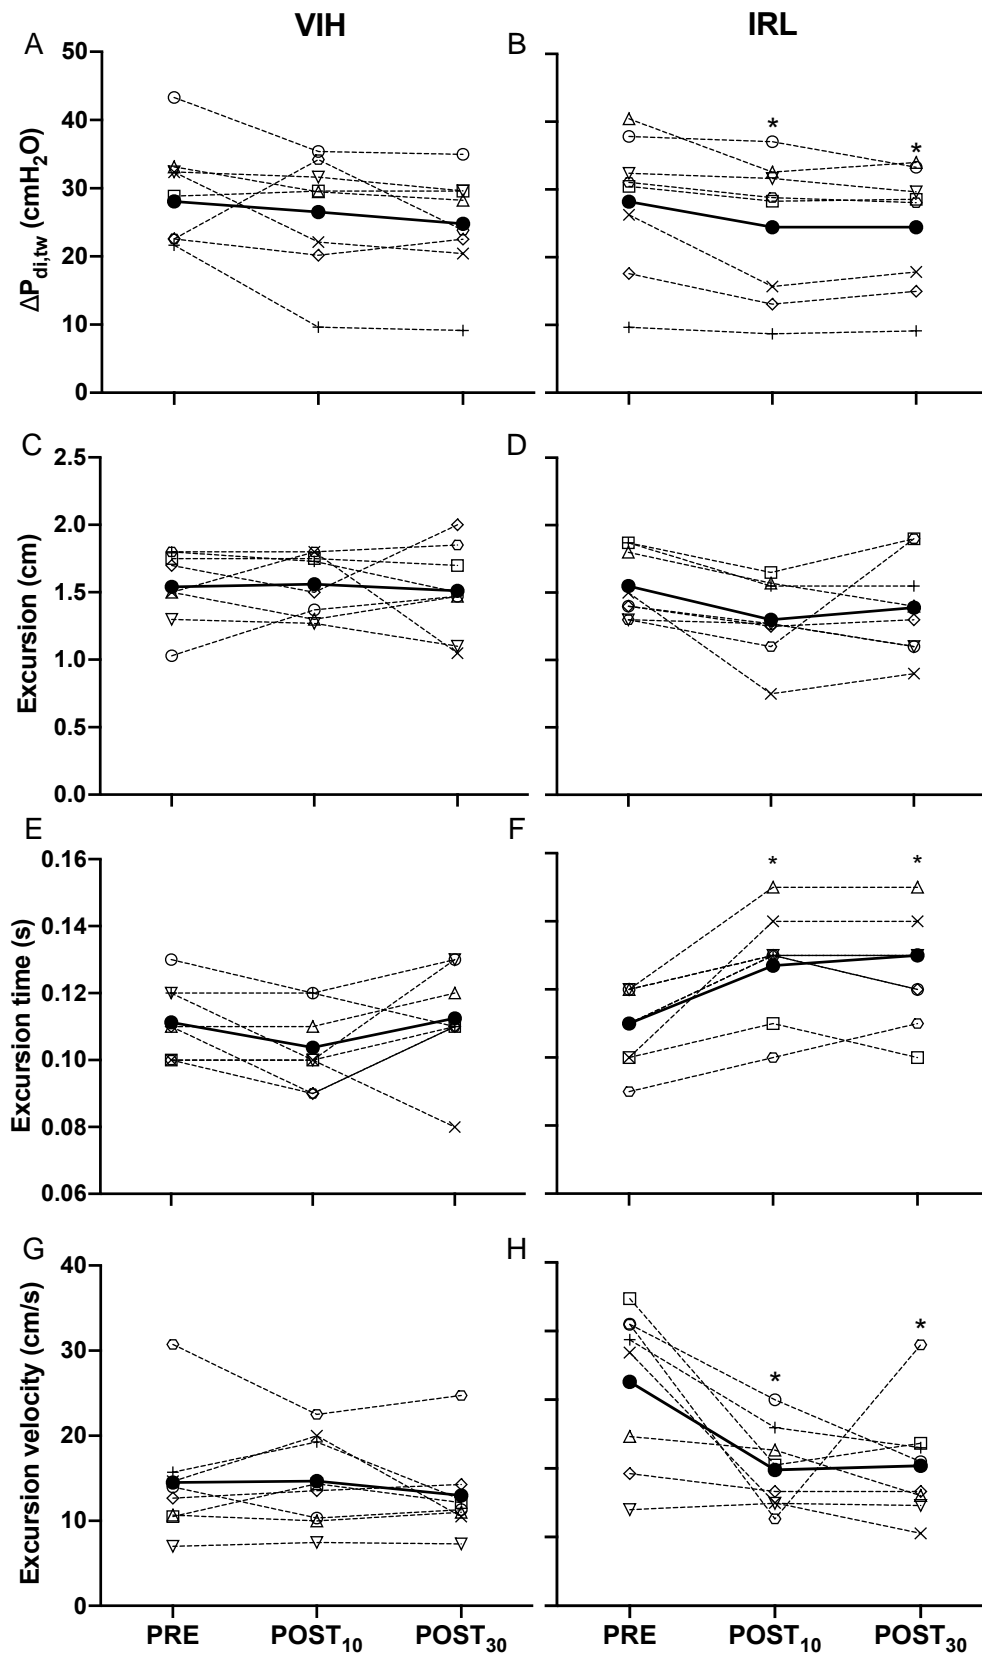 VIH IRL
A B
50
40
30
20
10
0
ΔP_di,tw (cmH₂O)
C D
2.5
2.0
1.5
1.0
0.5
0.0
Excursion (cm)
E F
0.16
0.14
0.12
0.10
0.08
0.06
Excursion time (s)
* *
* *
G H
40
30
20
10
0
Excursion velocity (cm/s)
* *
PRE POST₁₀ POST₃₀ PRE POST₁₀ POST₃₀